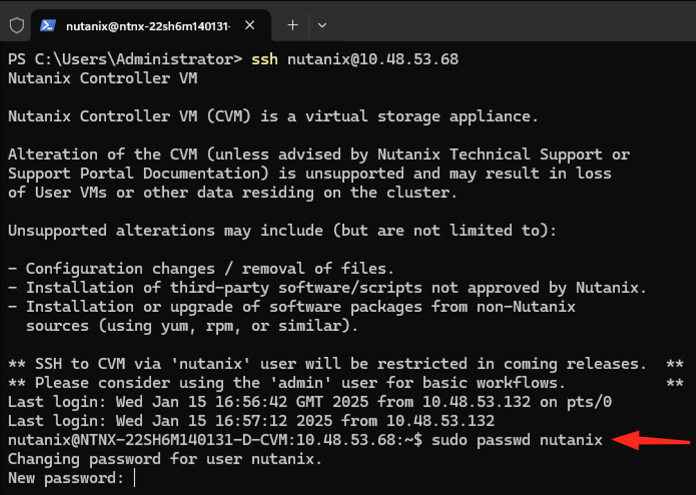 nutanix@ntnx-22sh6m140131-
PS C:\Users\Administrator> ssh nutanix@10.48.53.68
Nutanix Controller VM
Nutanix Controller VM (CVM) is a virtual storage appliance.
Alteration of the CVM (unless advised by Nutanix Technical Support or
Support Portal Documentation) is unsupported and may result in loss
of User VMs or other data residing on the cluster.
Unsupported alterations may include (but are not limited to):
- Configuration changes / removal of files.
- Installation of third-party software/scripts not approved by Nutanix.
- Installation or upgrade of software packages from non-Nutanix
sources (using yum, rpm, or similar).
** SSH to CVM via 'nutanix' user will be restricted in coming releases. **
** Please consider using the 'admin' user for basic workflows. **
Last login: Wed Jan 15 16:56:42 GMT 2025 from 10.48.53.132 on pts/0
Last login: Wed Jan 15 16:57:12 2025 from 10.48.53.132
nutanix@NTNX-22SH6M140131-D-CVM:10.48.53.68:~$ sudo passwd nutanix
Changing password for user nutanix.
New password: